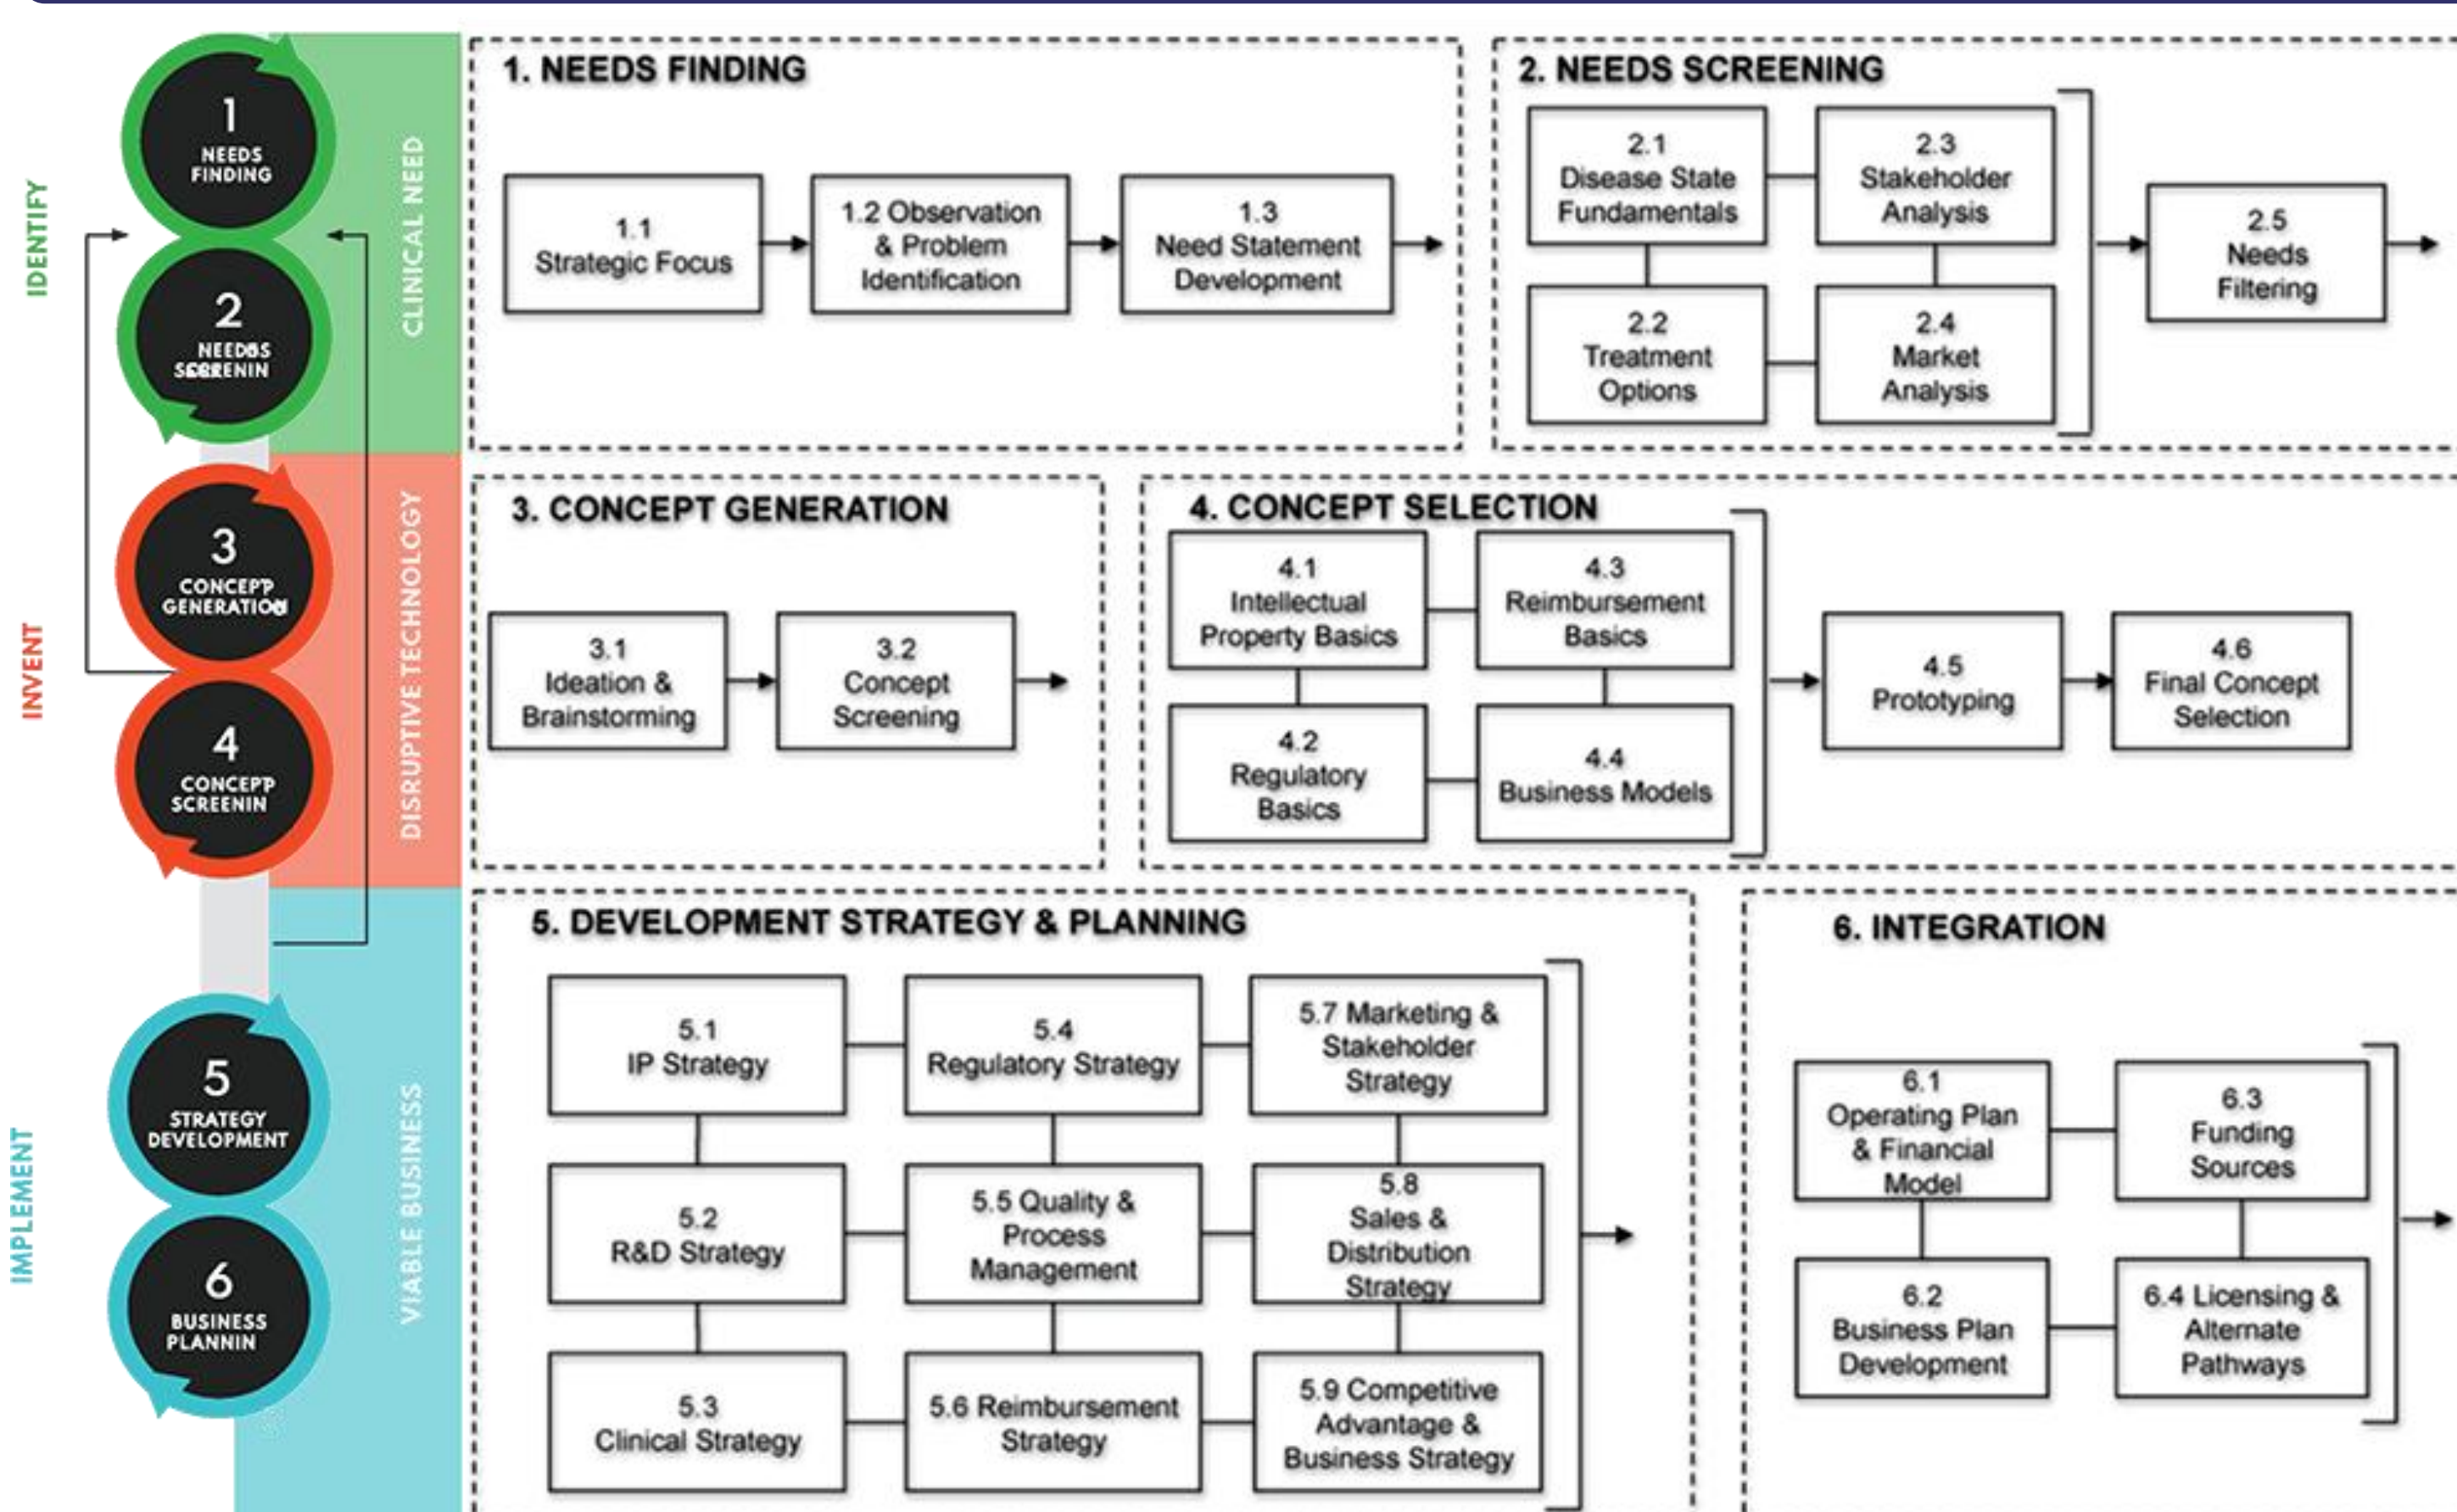 IDENTIFY
1
NEEDS
FINDING
2
CLINICAL NEED
INVENT
3
4
DISRUPTIVE TECHNOLOGY
IMPLEMENT
5
STRATEGY
DEVELOPMENT
6
BUSINESS
PLANNIN
VIABLE BUSINESS
1. NEEDS FINDING
1.1
Strategic Focus
1.2 Observation
& Problem
Identification
1.3
Need Statement
Development
2. NEEDS SCREENING
2.1
Disease State
Fundamentals
2.3
Stakeholder
Analysis
2.2
Treatment
Options
2.4
Market
Analysis
2.5
Needs
Filtering
3. CONCEPT GENERATION
3.1
Ideation &
Brainstorming
3.2
Concept
Screening
4. CONCEPT SELECTION
4.1
Intellectual
Property Basics
4.3
Reimbursement
Basics
4.2
Regulatory
Basics
4.4
Business Models
4.5
Prototyping
4.6
Final Concept
Selection
5. DEVELOPMENT STRATEGY & PLANNING
5.1
IP Strategy
5.4
Regulatory Strategy
5.7 Marketing &
Stakeholder
Strategy
5.2
R&D Strategy
5.5 Quality &
Process
Management
5.8
Sales &
Distribution
Strategy
5.3
Clinical Strategy
5.6 Reimbursement
Strategy
5.9 Competitive
Advantage &
Business Strategy
6. INTEGRATION
6.1
Operating Plan
& Financial
Model
6.3
Funding
Sources
6.2
Business Plan
Development
6.4 Licensing &
Alternate
Pathways